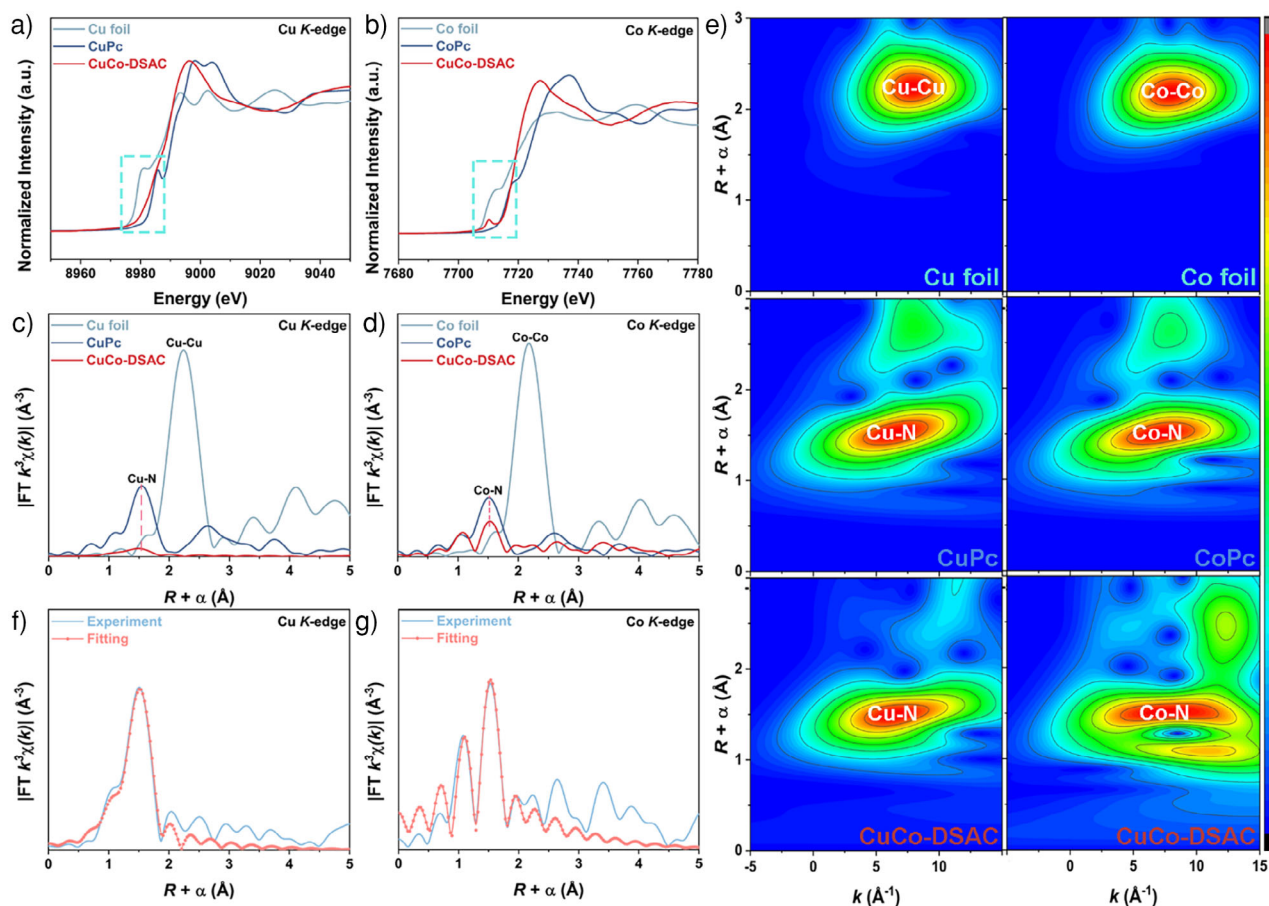 a)
Cu foil
CuPc
CuCo-DSAC
Cu K-edge
Normalized Intensity (a.u.)
8960 8980 9000 9020 9040
Energy (eV)
b)
Co foil
CoPc
CuCo-DSAC
Co K-edge
Normalized Intensity (a.u.)
7680 7700 7720 7740 7760 7780
Energy (eV)
c)
Cu foil
CuPc
CuCo-DSAC
Cu K-edge
Cu-Cu
Cu-N
|FT k³χ(k)| (Å⁻³)
0 1 2 3 4 5
R + α (Å)
d)
Co foil
CoPc
CuCo-DSAC
Co K-edge
Co-Co
Co-N
|FT k³χ(k)| (Å⁻³)
0 1 2 3 4 5
R + α (Å)
e)
3
2
1
0
R + α (Å)
Cu-Cu
Cu foil
Co-Co
Co foil
2
1
0
R + α (Å)
Cu-N
CuPc
Co-N
CoPc
2
1
0
R + α (Å)
Cu-N
CuCo-DSAC
Co-N
CuCo-DSAC
-5 0 5 10
0 5 10 15
k (Å⁻¹)
k (Å⁻¹)
f)
Experiment
Fitting
Cu K-edge
|FT k³χ(k)| (Å⁻³)
0 1 2 3 4 5
R + α (Å)
g)
Experiment
Fitting
Co K-edge
|FT k³χ(k)| (Å⁻³)
0 1 2 3 4 5
R + α (Å)